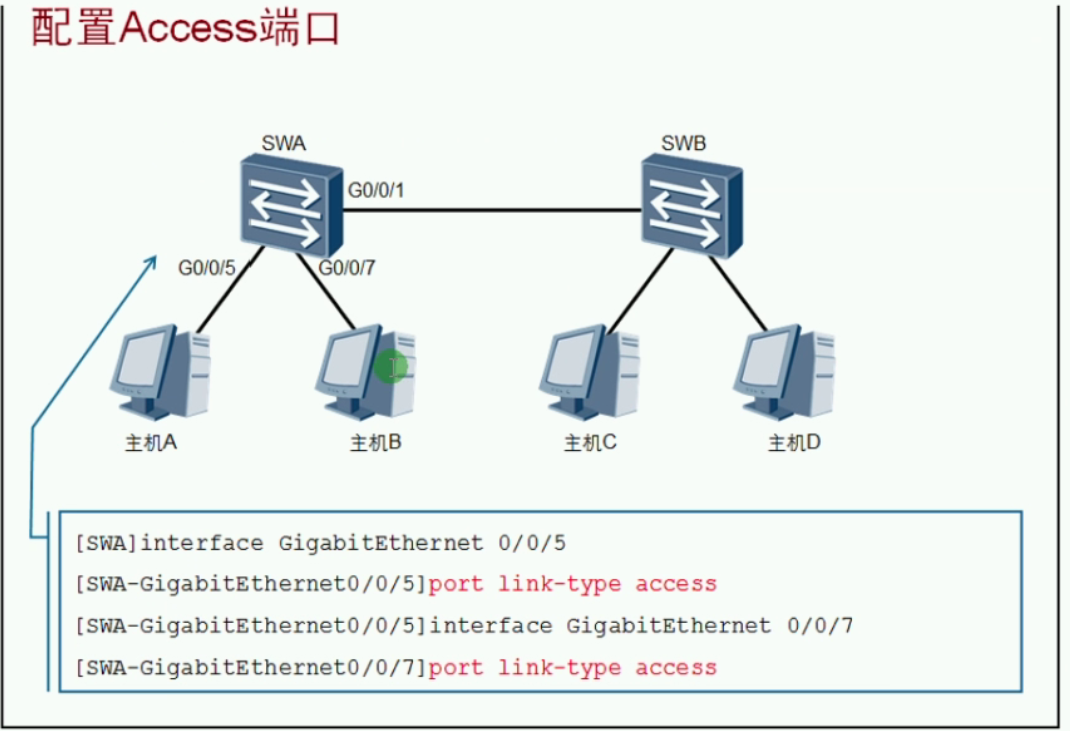 配置Access端口
SWA
SWB
G0/0/1
G0/0/5
G0/0/7
主机A
主机B
主机C
主机D
[SWA]interface GigabitEthernet 0/0/5
[SWA-GigabitEthernet0/0/5]port link-type access
[SWA-GigabitEthernet0/0/5]interface GigabitEthernet 0/0/7
[SWA-GigabitEthernet0/0/7]port link-type access